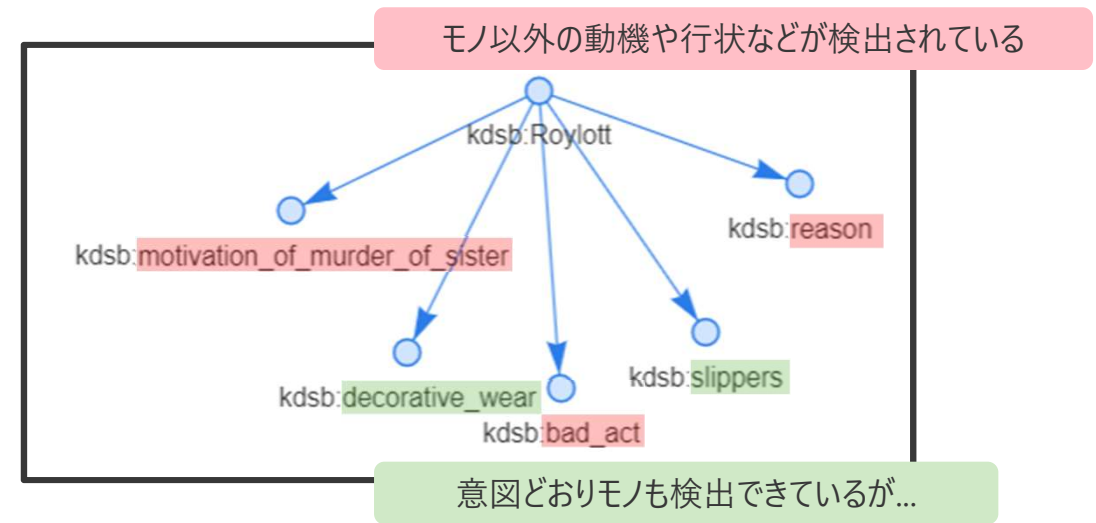 モノ以外の動機や行状などが検出されている
kdsb:Roylott
kdsb:reason
kdsb:motivation_of_murder_of_sister
kdsb:slippers
kdsb:decorative_wear
kdsb:bad_act
意図どおりモノも検出できているが...